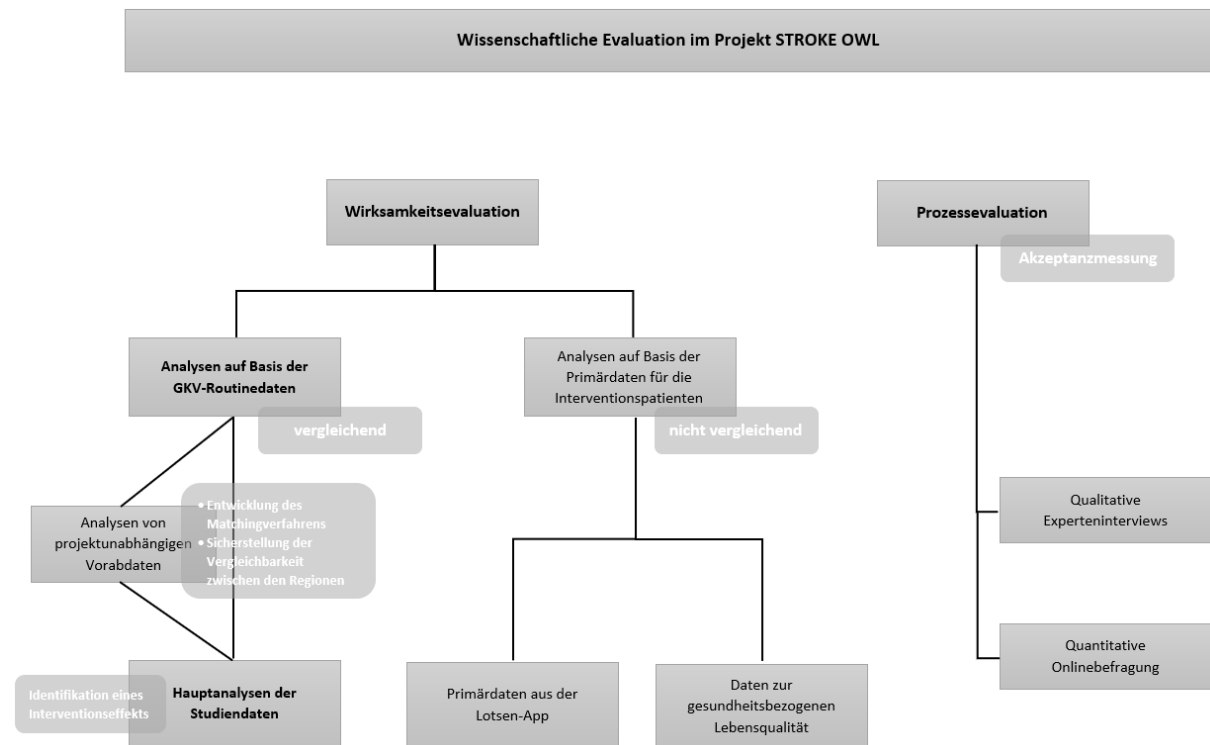 Wissenschaftliche Evaluation im Projekt STROKE OWL
Wirksamkeitsevaluation
Prozessevaluation
Akzeptanzmessung
Analysen auf Basis der
GKV-Routinedaten
vergleichend
Analysen auf Basis der
Primärdaten für die
Interventionspatienten
nicht vergleichend
Analysen von
projektunabhängigen
Vorabdaten
• Entwicklung des
Matchingverfahrens
• Sicherstellung der
Vergleichbarkeit
zwischen den Regionen
Qualitative
Experteninterviews
Quantitative
Onlinebefragung
Identifikation eines
Interventionseffekts
Hauptanalysen der
Studiendaten
Primärdaten aus der
Lotsen-App
Daten zur
gesundheitsbezogenen
Lebensqualität